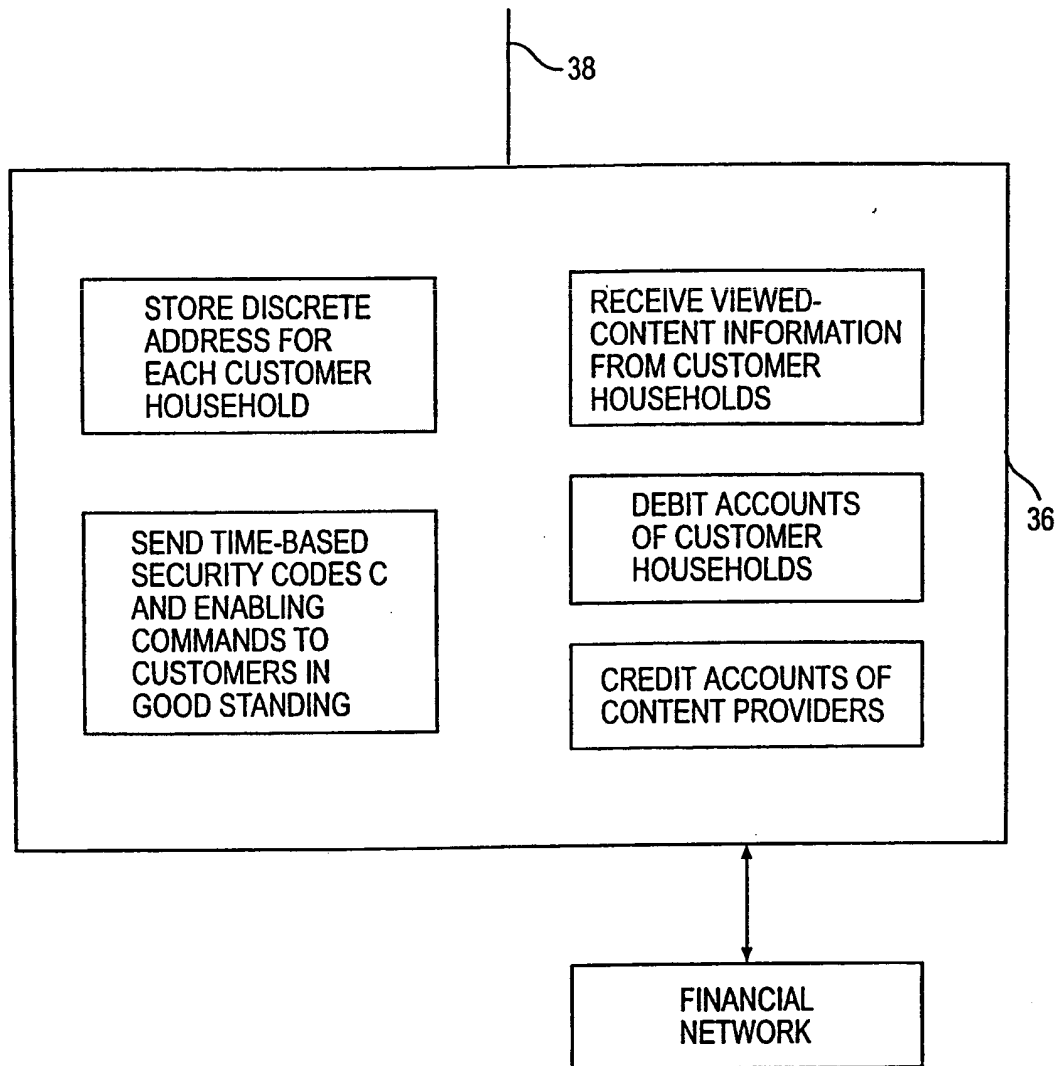 38
STORE DISCRETE
ADDRESS FOR
EACH CUSTOMER
HOUSEHOLD
RECEIVE VIEWED-
CONTENT INFORMATION
FROM CUSTOMER
HOUSEHOLDS
SEND TIME-BASED
SECURITY CODES C
AND ENABLING
COMMANDS TO
CUSTOMERS IN
GOOD STANDING
DEBIT ACCOUNTS
OF CUSTOMER
HOUSEHOLDS
36
CREDIT ACCOUNTS OF
CONTENT PROVIDERS
FINANCIAL
NETWORK